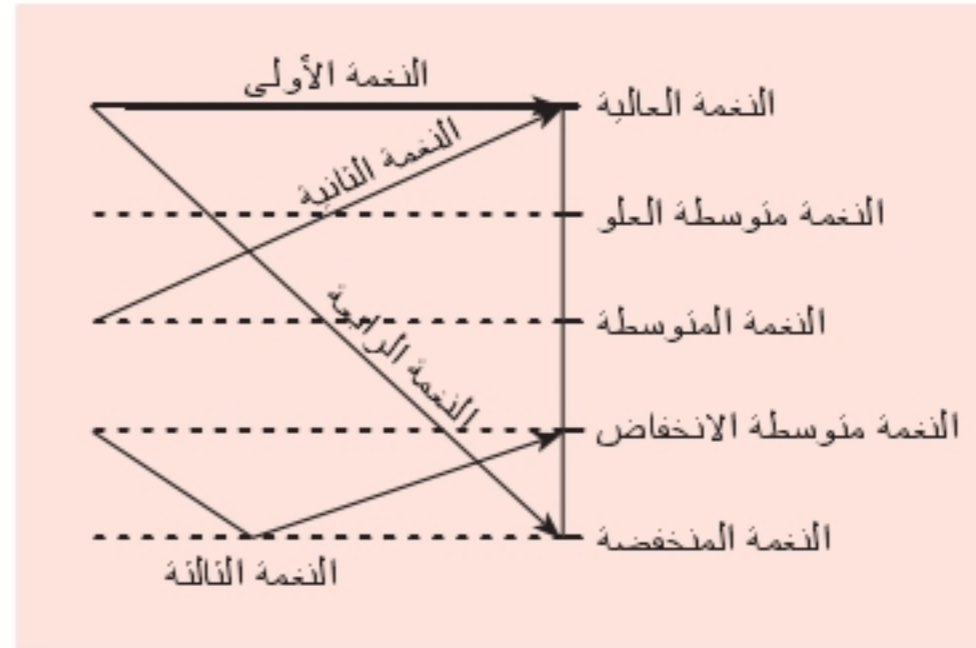 النغمة الأولى
النغمة العالية
النغمة الثانية
النغمة متوسطة العلو
النغمة الرابعة
النغمة المتوسطة
النغمة متوسطة الانخفاض
النغمة المنخفضة
النغمة الثالثة